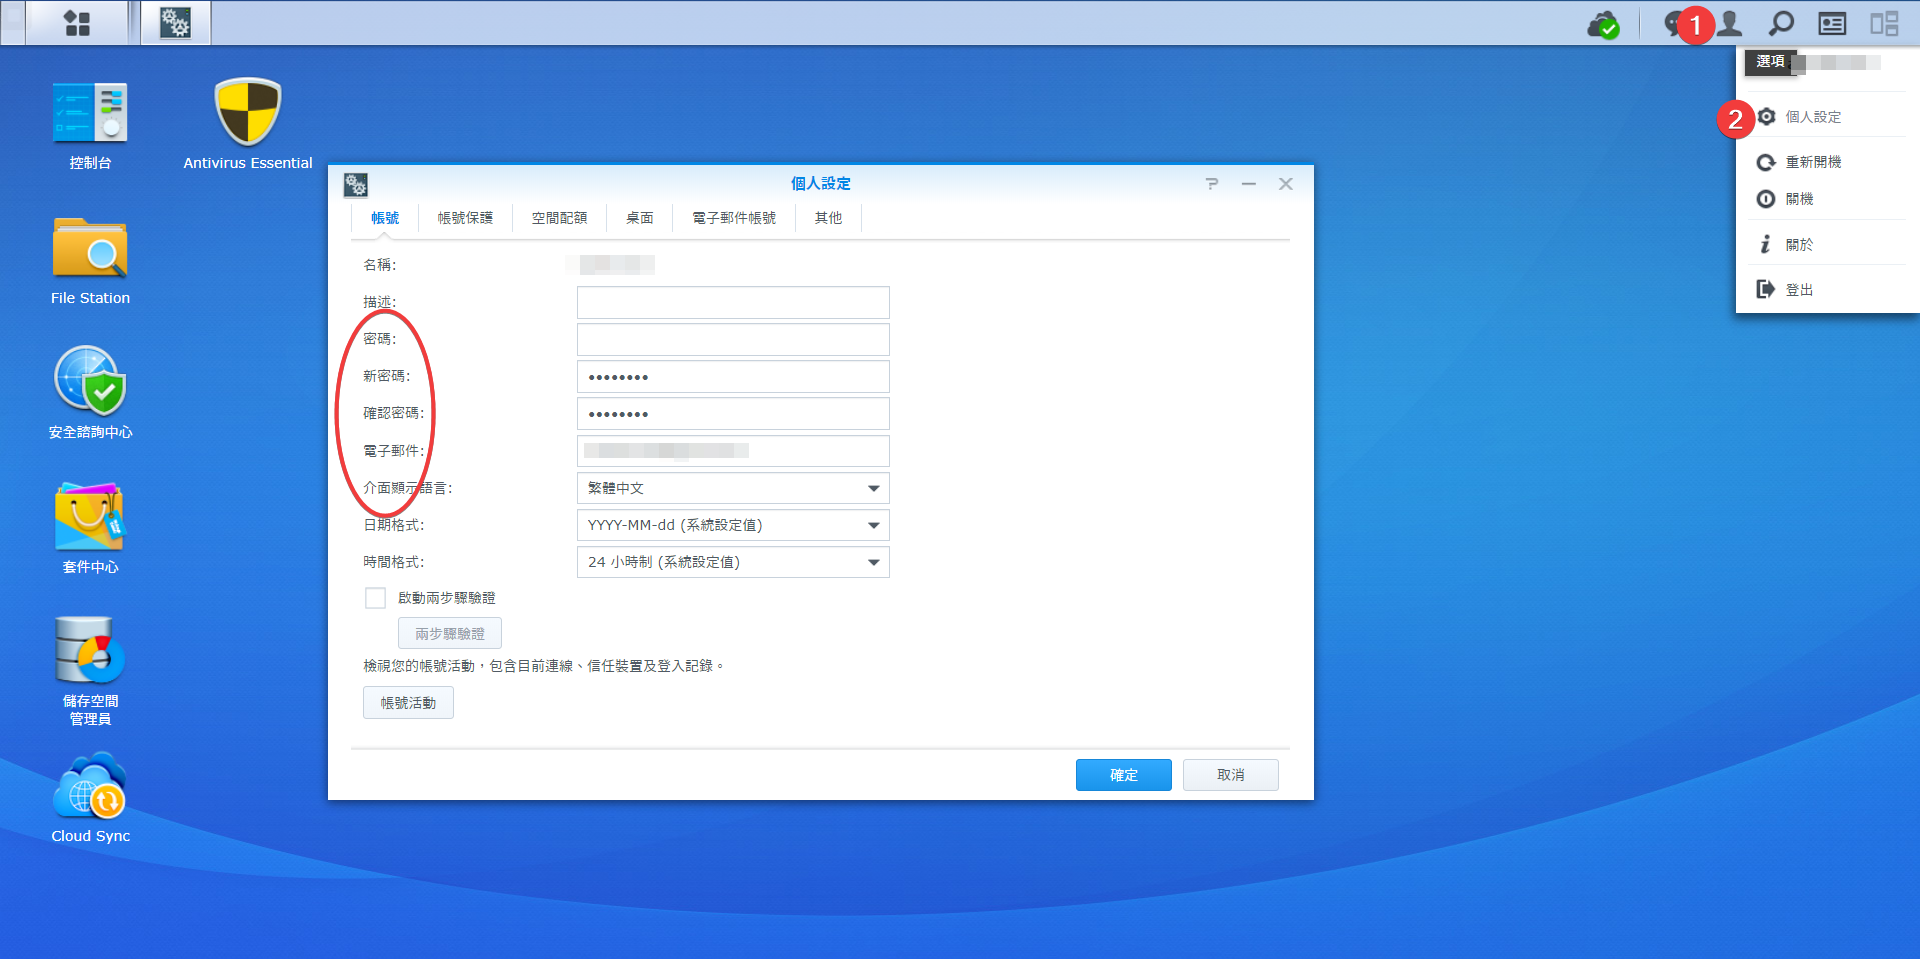 1
選項
2
個人設定
重新開機
關機
關於
登出
控制台
Antivirus Essential
File Station
安全諮詢中心
套件中心
儲存空間
管理員
Cloud Sync
個人設定
帳號 帳號保護 空間配額 桌面 電子郵件帳號 其他
名稱:
描述:
密碼:
新密碼:
確認密碼:
電子郵件:
介面顯示語言: 繁體中文
日期格式: YYYY-MM-dd (系統設定值)
時間格式: 24 小時制 (系統設定值)
啟動兩步驟驗證
兩步驟驗證
檢視您的帳號活動，包含目前連線、信任裝置及登入記錄。
帳號活動
確定 取消